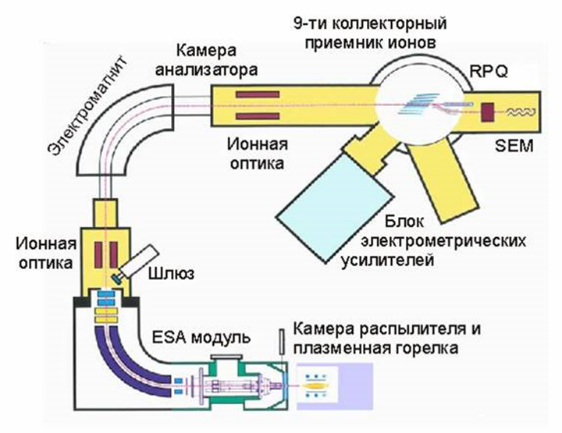 9-ти коллекторный
приемник ионов
Камера
анализатора
RPQ
Электромагнит
Ионная
оптика
SEM
Блок
электрометрических
усилителей
Ионная
оптика
Шлюз
ESA модуль
Камера распылителя и
плазменная горелка